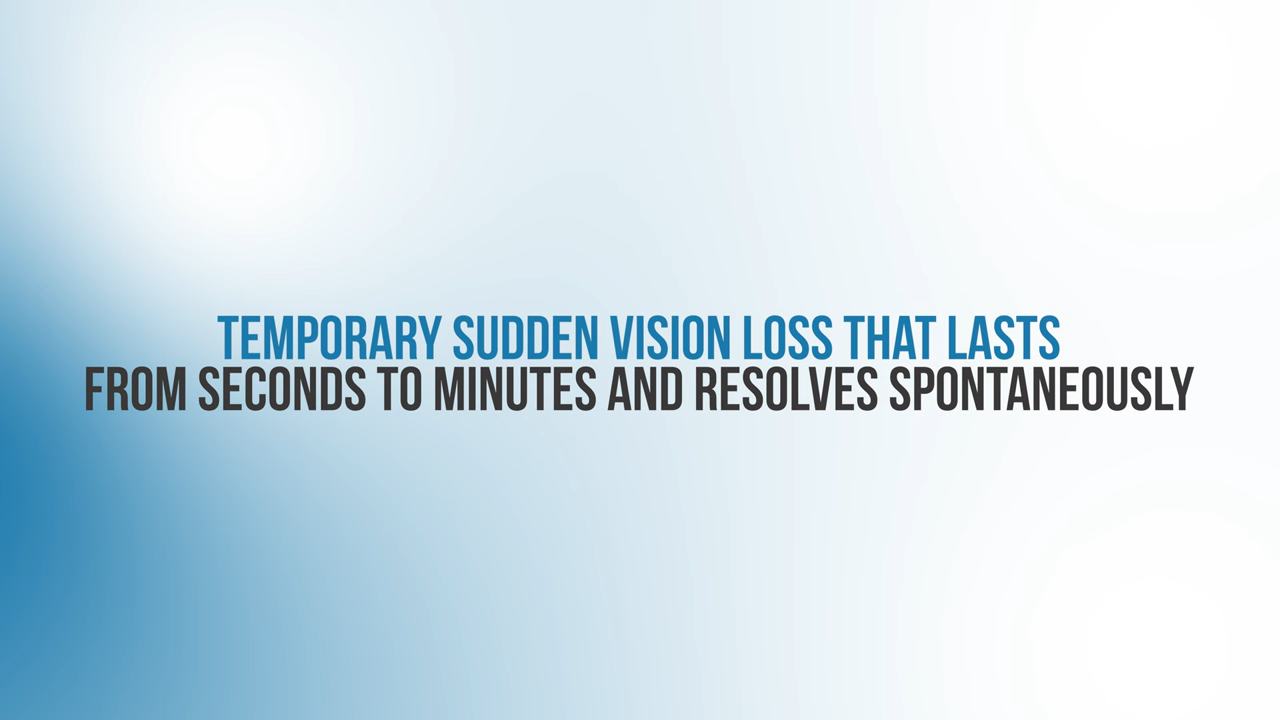 TEMPORARY SUDDEN VISION LOSS THAT LASTS
FROM SECONDS TO MINUTES AND RESOLVES SPONTANEOUSLY